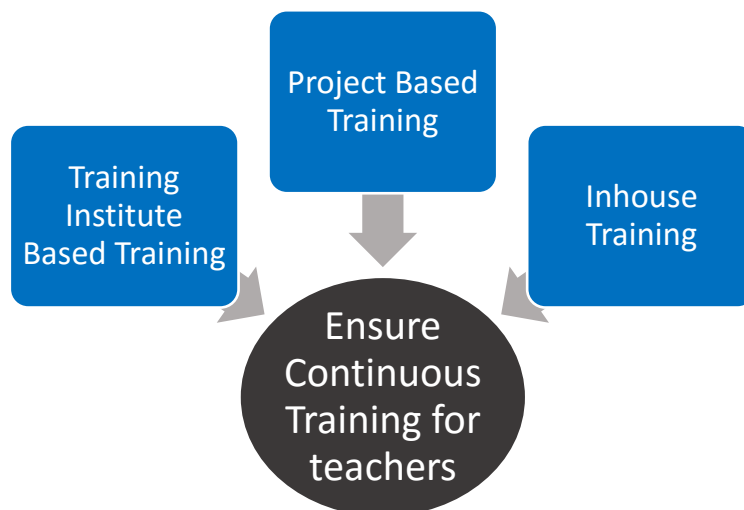 Project Based
Training
Training
Institute
Based Training
Inhouse
Training
Ensure
Continuous
Training for
teachers